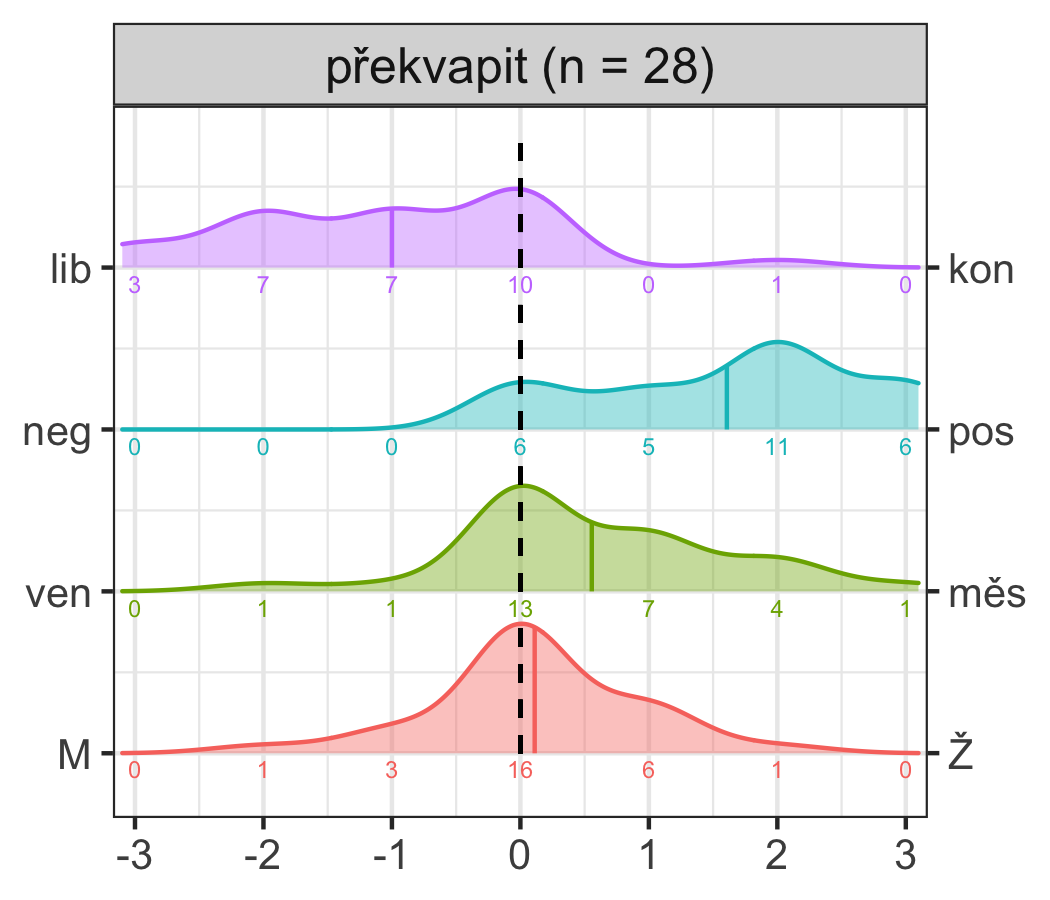 překvapit (n = 28)
lib kon
3 7 7 10 0 1 0
neg pos
0 0 0 6 5 11 6
ven měs
0 1 1 13 7 4 1
M Ž
0 1 3 16 6 1 0
-3 -2 -1 0 1 2 3